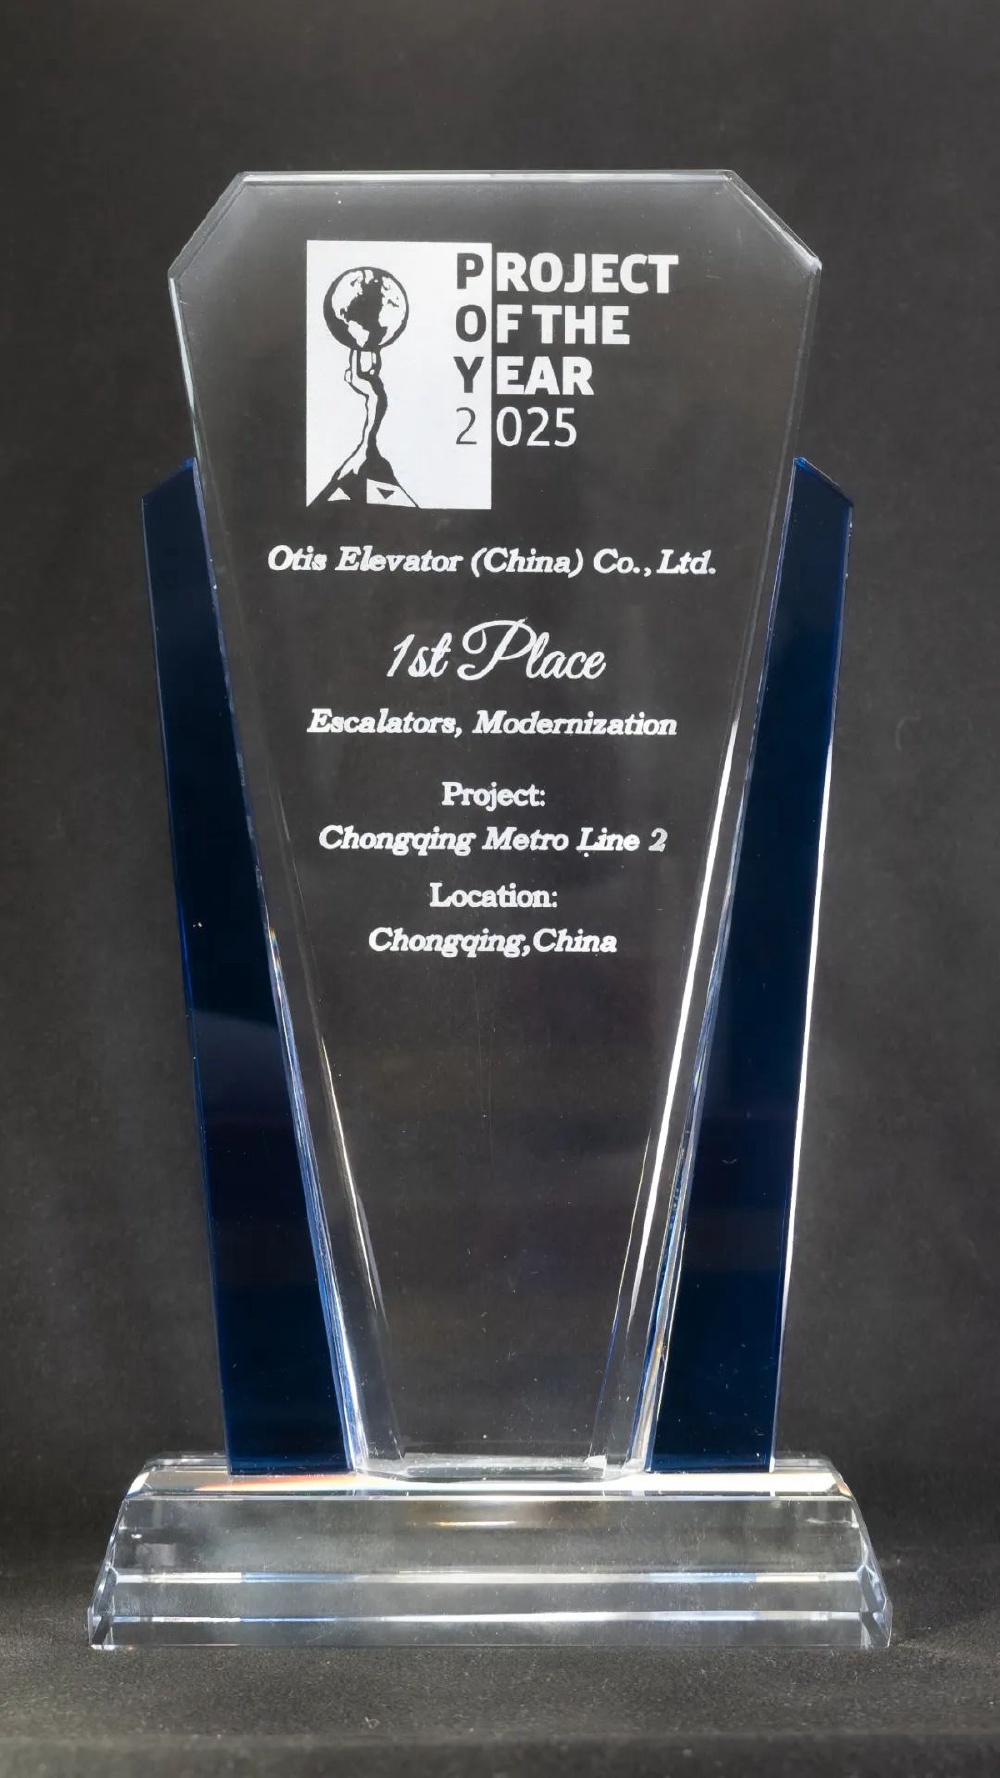 PROJECT
OF THE
YEAR
2025
Otis Elevator (China) Co., Ltd.
1st Place
Escalators, Modernization
Project:
Chongqing Metro Line 2
Location:
Chongqing,China